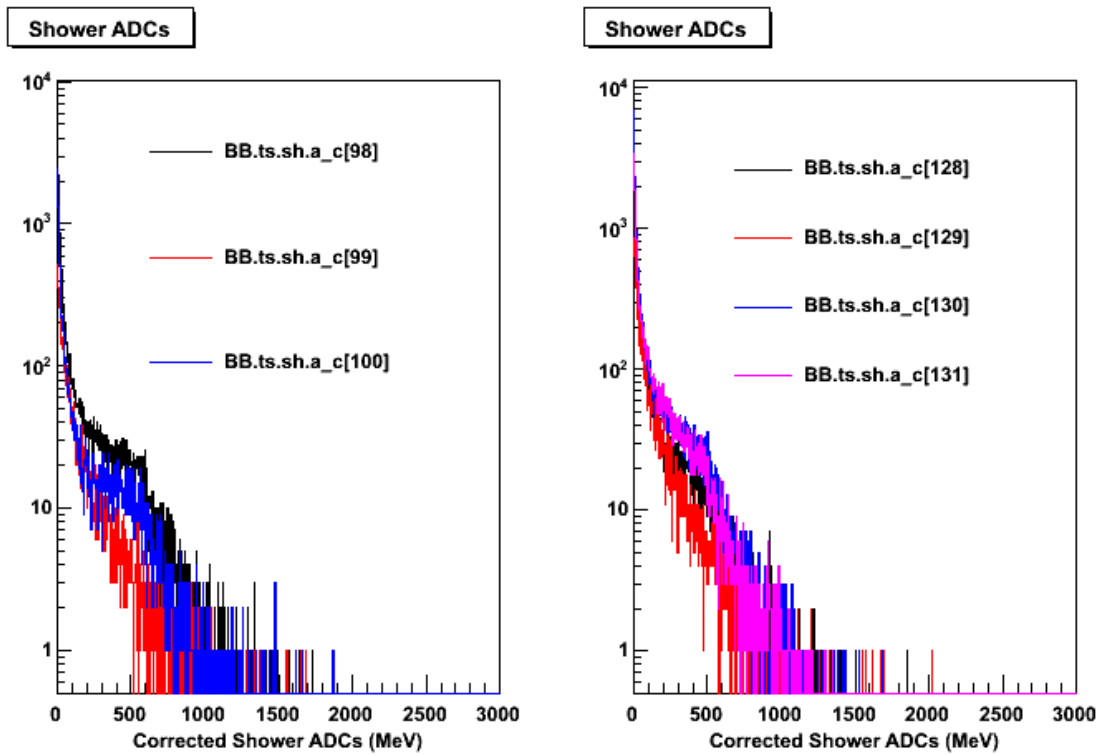 Shower ADCs
10^4
10^3
10^2
10
1
BB.ts.sh.a_c[98]
BB.ts.sh.a_c[99]
BB.ts.sh.a_c[100]
0 500 1000 1500 2000 2500 3000
Corrected Shower ADCs (MeV)
Shower ADCs
10^4
10^3
10^2
10
1
BB.ts.sh.a_c[128]
BB.ts.sh.a_c[129]
BB.ts.sh.a_c[130]
BB.ts.sh.a_c[131]
0 500 1000 1500 2000 2500 3000
Corrected Shower ADCs (MeV)